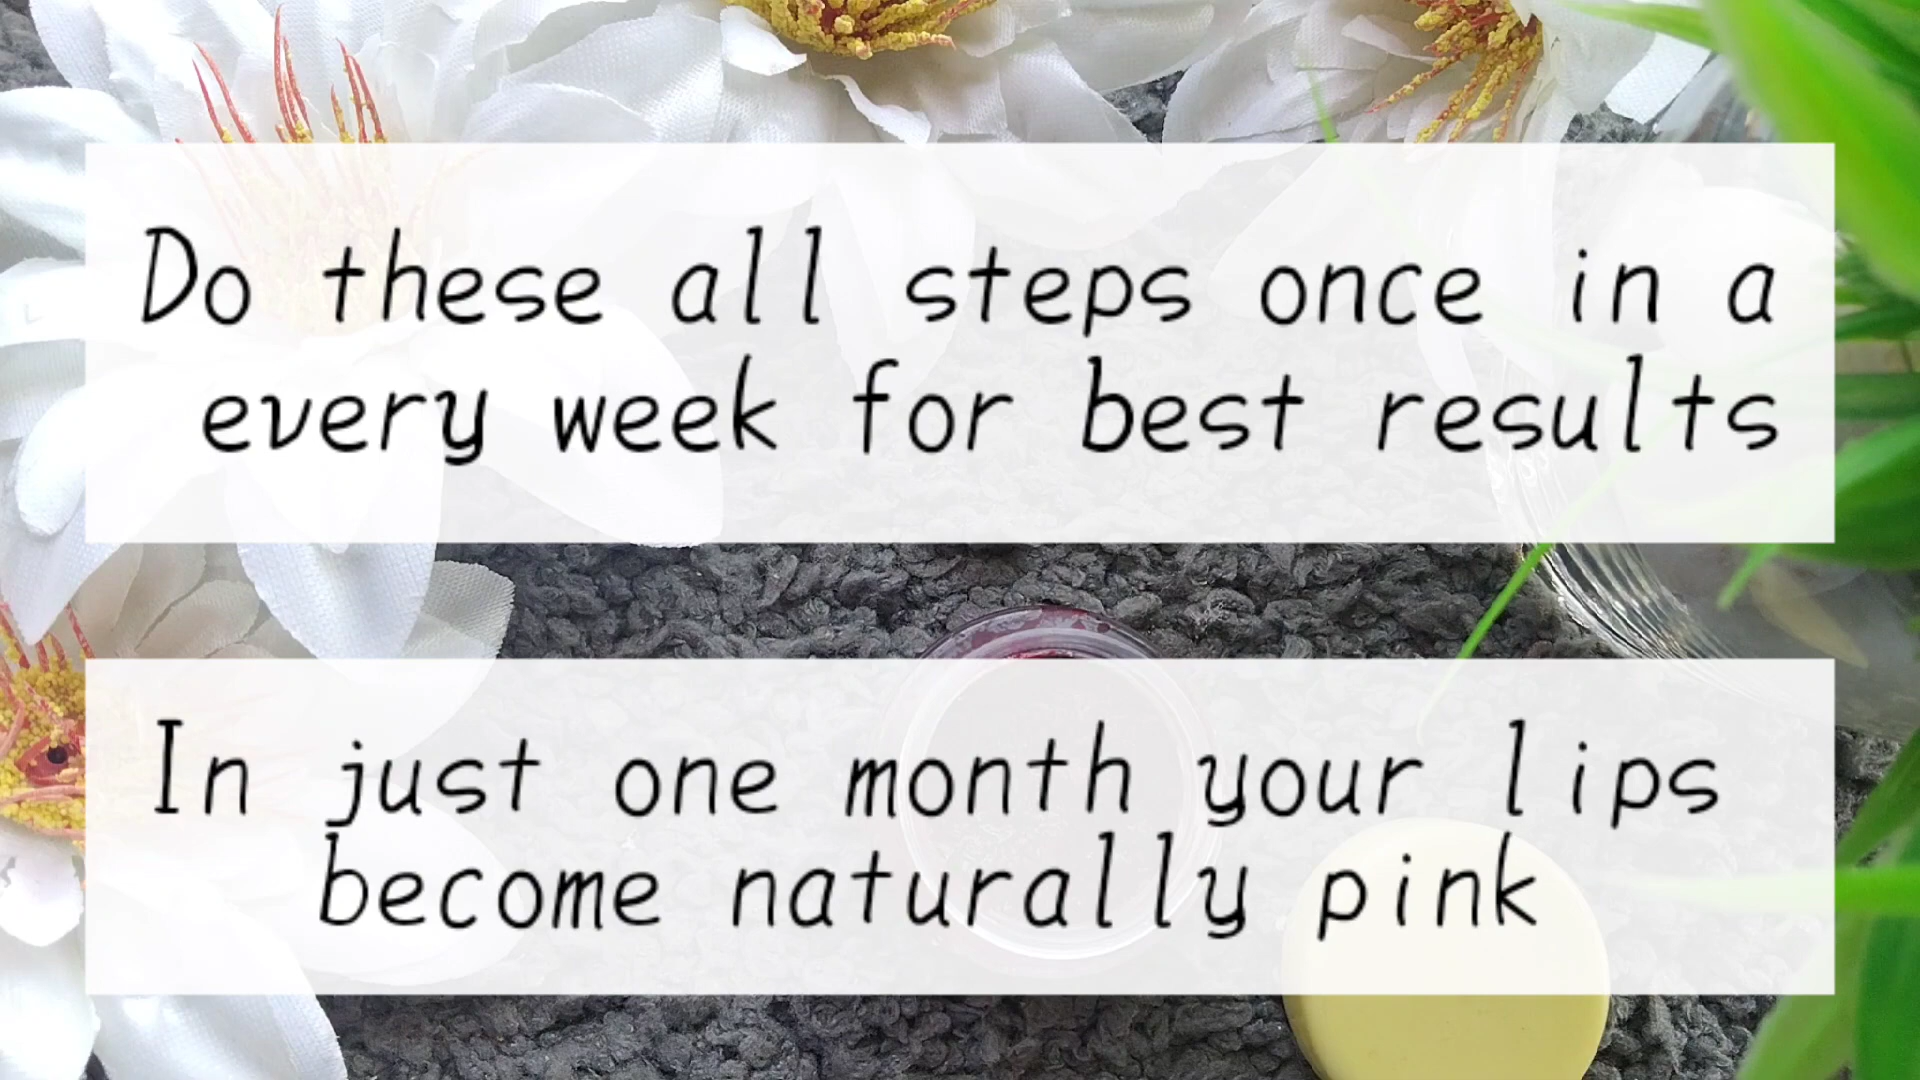 Do these all steps once in a
every week for best results
In just one month your lips
become naturally pink